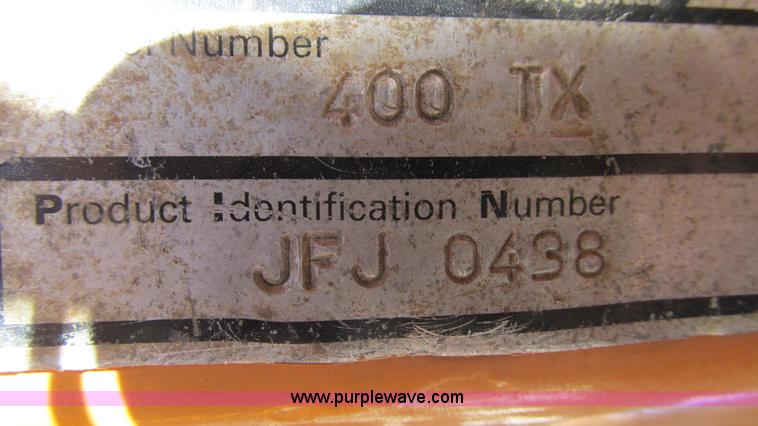 Number
400 TX
Product Identification Number
JFJ 0438
www.purplewave.com